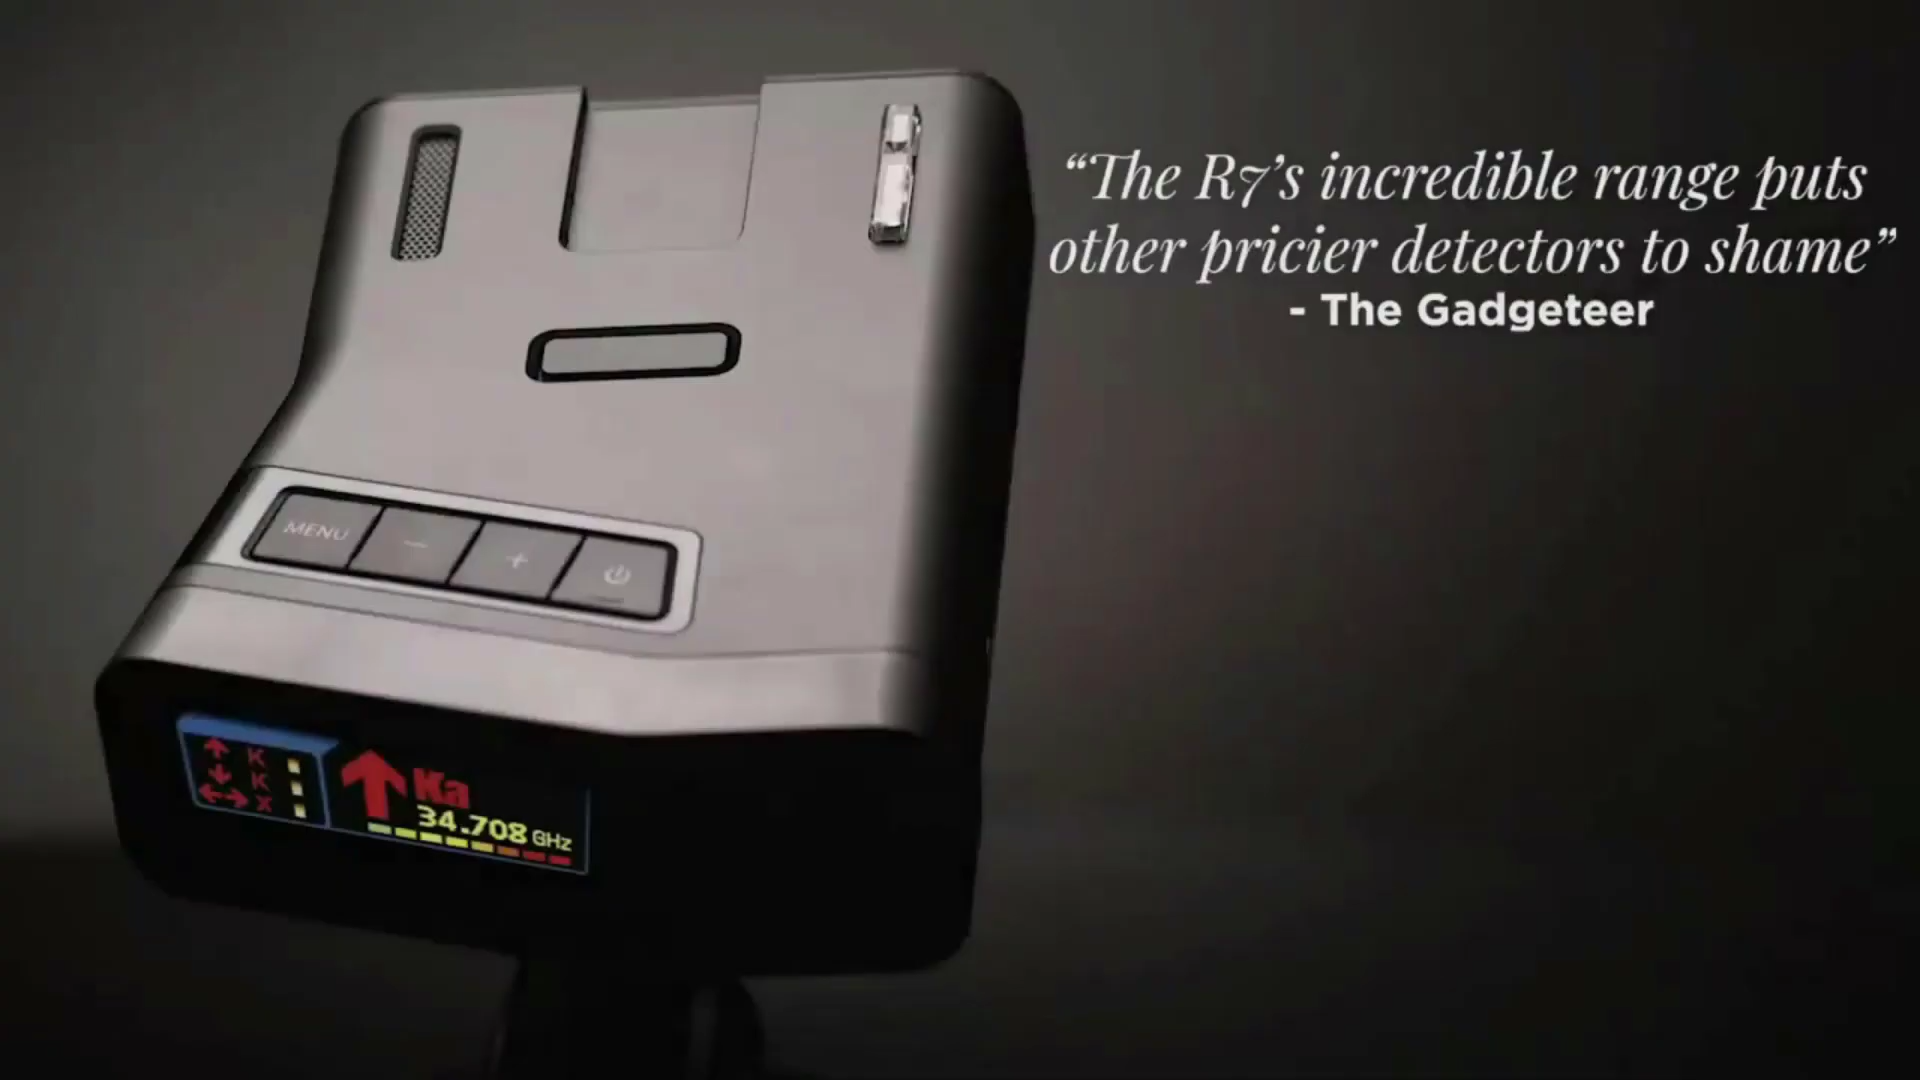 “The R7’s incredible range puts
other pricier detectors to shame”
- The Gadgeteer
MENU - +
K
K
X
Ka
34.708 GHz